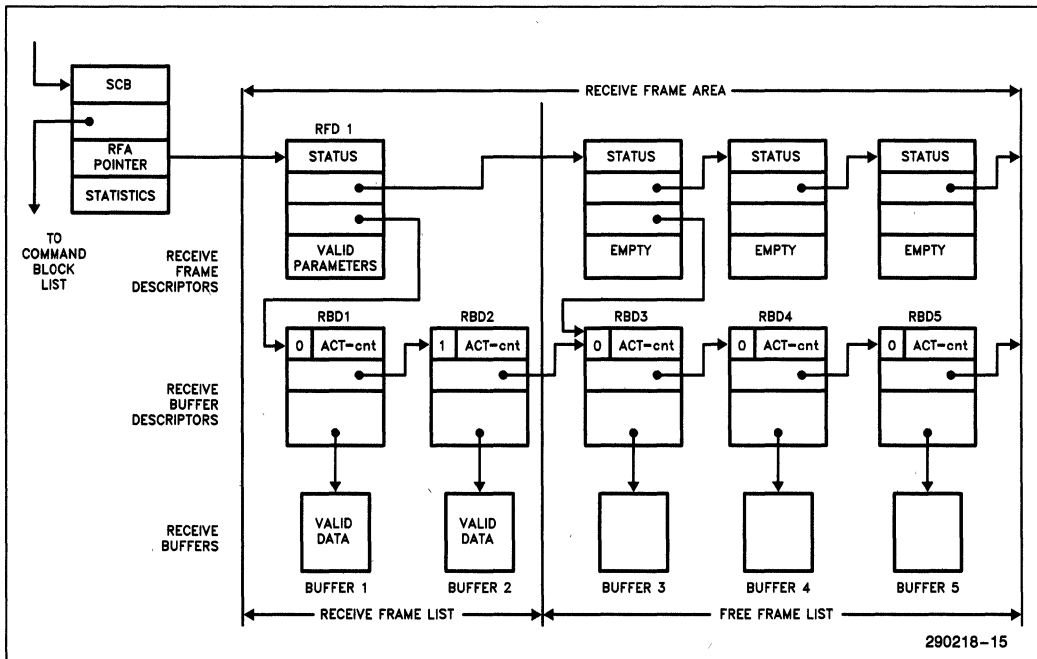 SCB
RFA
POINTER
STATISTICS
TO
COMMAND
BLOCK
LIST
RECEIVE FRAME AREA
RFD 1
STATUS
VALID
PARAMETERS
STATUS
EMPTY
STATUS
EMPTY
STATUS
EMPTY
RECEIVE
FRAME
DESCRIPTORS
RBD1
0 ACT-cnt
RBD2
1 ACT-cnt
RBD3
0 ACT-cnt
RBD4
0 ACT-cnt
RBD5
0 ACT-cnt
RECEIVE
BUFFER
DESCRIPTORS
RECEIVE
BUFFERS
VALID
DATA
BUFFER 1
VALID
DATA
BUFFER 2
BUFFER 3
BUFFER 4
BUFFER 5
RECEIVE FRAME LIST
FREE FRAME LIST
290218-15